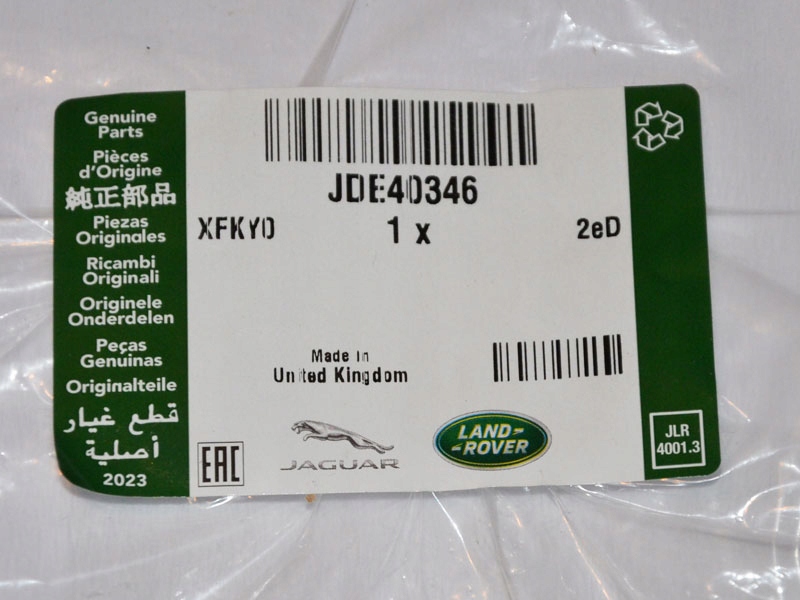 Genuine
Parts
Pièces
d'Origine
純正部品
Piezas
Originales
Ricambi
Originali
Originele
Onderdelen
Peças
Genuinas
Originalteile
قطع غيار
أصلية
2023
JDE40346
XFKY0 1 x 2eD
Made in
United Kingdom
EAC
JAGUAR
LAND-
-ROVER
JLR
4001.3